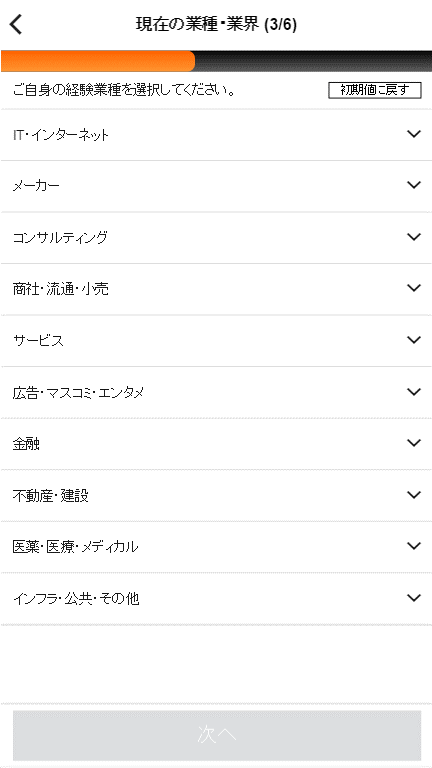 現在の業種・業界 (3/6)
ご自身の経験業種を選択してください。
初期値に戻す
IT・インターネット
メーカー
コンサルティング
商社・流通・小売
サービス
広告・マスコミ・エンタメ
金融
不動産・建設
医薬・医療・メディカル
インフラ・公共・その他
次へ